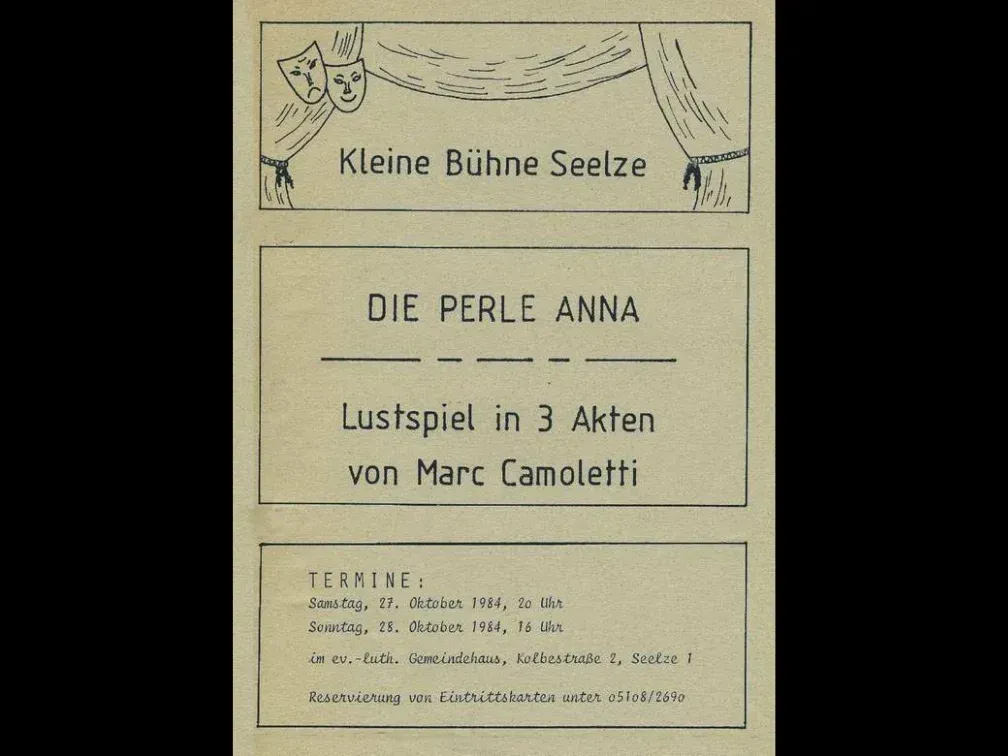 Kleine Bühne Seelze
DIE PERLE ANNA
Lustspiel in 3 Akten
von Marc Camoletti
TERMINE:
Samstag, 27. Oktober 1984, 20 Uhr
Sonntag, 28. Oktober 1984, 16 Uhr
im ev.-luth. Gemeindehaus, Kolbestraße 2, Seelze 1
Reservierung von Eintrittskarten unter 05108/2690